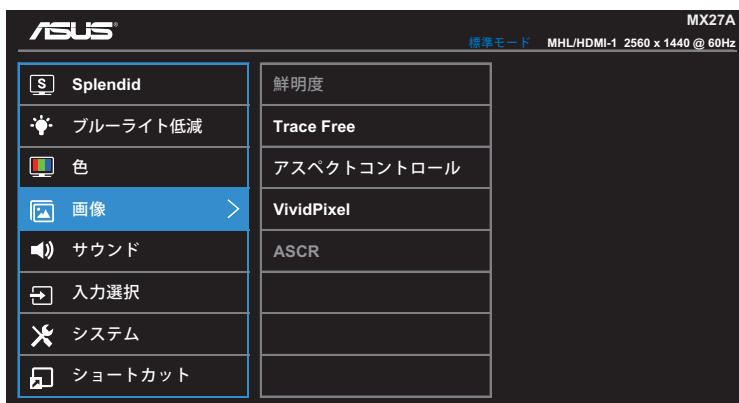 ASUS
MX27A
標準モード MHL/HDMI-1 2560 x 1440 @ 60Hz
S Splendid
ブルーライト低減
色
画像
サウンド
入力選択
システム
ショートカット
鮮明度
Trace Free
アスペクトコントロール
VividPixel
ASCR